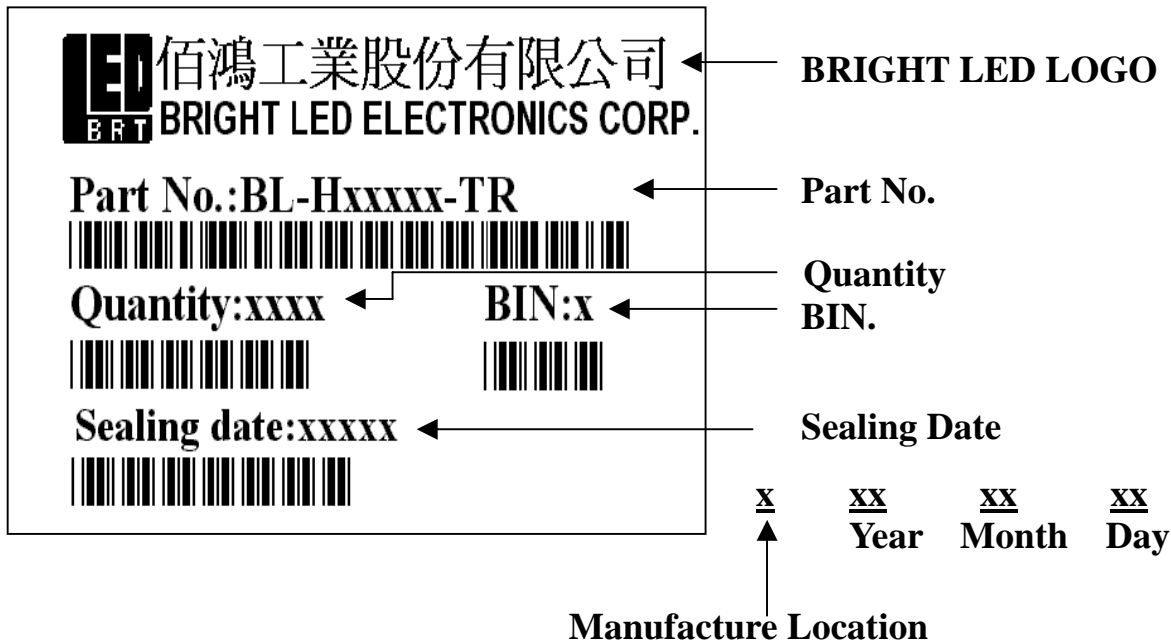 LED 佰鴻工業股份有限公司
BRT BRIGHT LED ELECTRONICS CORP.
BRIGHT LED LOGO
Part No.:BL-Hxxxxx-TR
Part No.
Quantity:xxxx
BIN:x
Quantity
BIN.
Sealing date:xxxxx
Sealing Date
x xx xx xx
Year Month Day
Manufacture Location